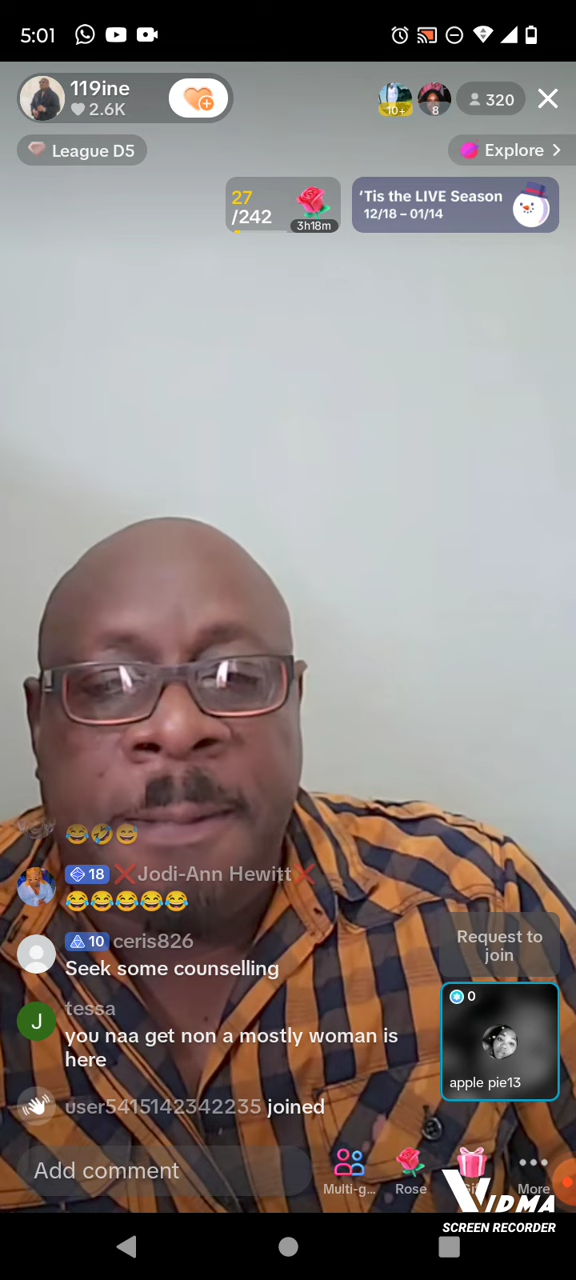 5:01
119ine
2.6K
10+
8
320
League D5
Explore
27
/242
3h18m
‘Tis the LIVE Season
12/18 – 01/14
18 ❌Jodi-Ann Hewitt❌
😂😂😂😂😂
10 ceris826
Seek some counselling
J
tessa
you naa get non a mostly woman is
here
user5415142342235 joined
Request to
join
0
apple pie13
Add comment
Multi-g...
Rose
More
VIDMA
SCREEN RECORDER